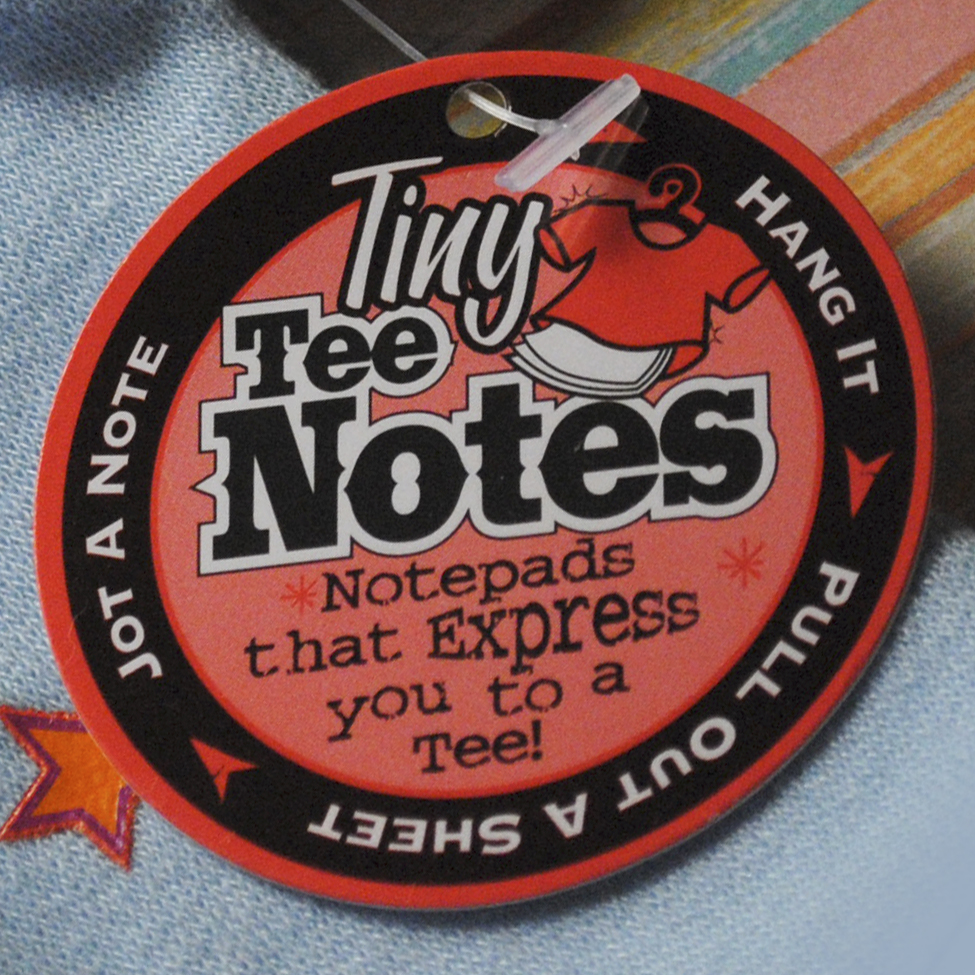 Tiny
Tee
Notes
Notepads
that Express
you to a
Tee!
HANG IT
PULL OUT A SHEET
JOT A NOTE